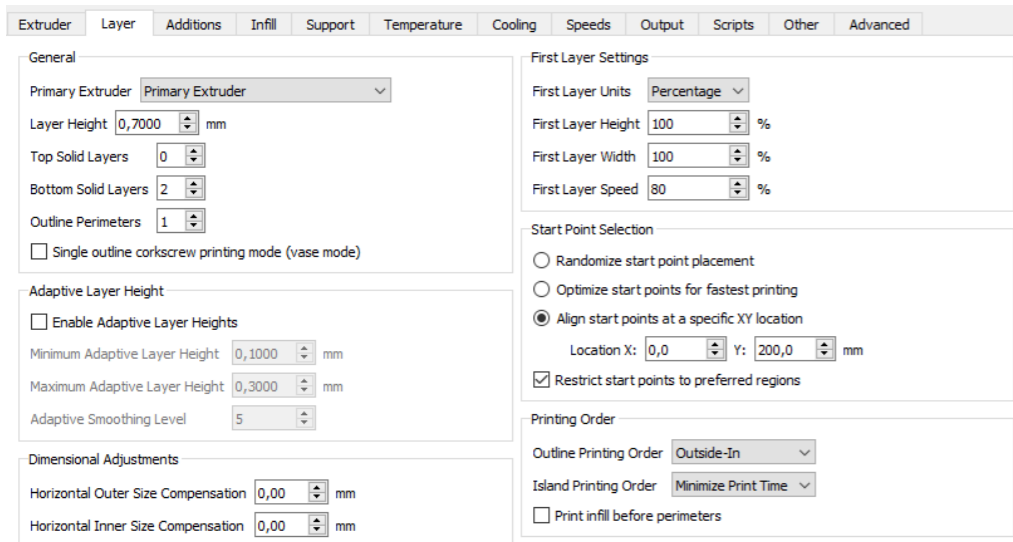 Extruder Layer Additions Infill Support Temperature Cooling Speeds Output Scripts Other Advanced
General
Primary Extruder Primary Extruder
Layer Height 0,7000 mm
Top Solid Layers 0
Bottom Solid Layers 2
Outline Perimeters 1
Single outline corkscrew printing mode (vase mode)
Adaptive Layer Height
Enable Adaptive Layer Heights
Minimum Adaptive Layer Height 0,1000 mm
Maximum Adaptive Layer Height 0,3000 mm
Adaptive Smoothing Level 5
Dimensional Adjustments
Horizontal Outer Size Compensation 0,00 mm
Horizontal Inner Size Compensation 0,00 mm
First Layer Settings
First Layer Units Percentage
First Layer Height 100 %
First Layer Width 100 %
First Layer Speed 80 %
Start Point Selection
Randomize start point placement
Optimize start points for fastest printing
Align start points at a specific XY location
Location X: 0,0 Y: 200,0 mm
Restrict start points to preferred regions
Printing Order
Outline Printing Order Outside-In
Island Printing Order Minimize Print Time
Print infill before perimeters